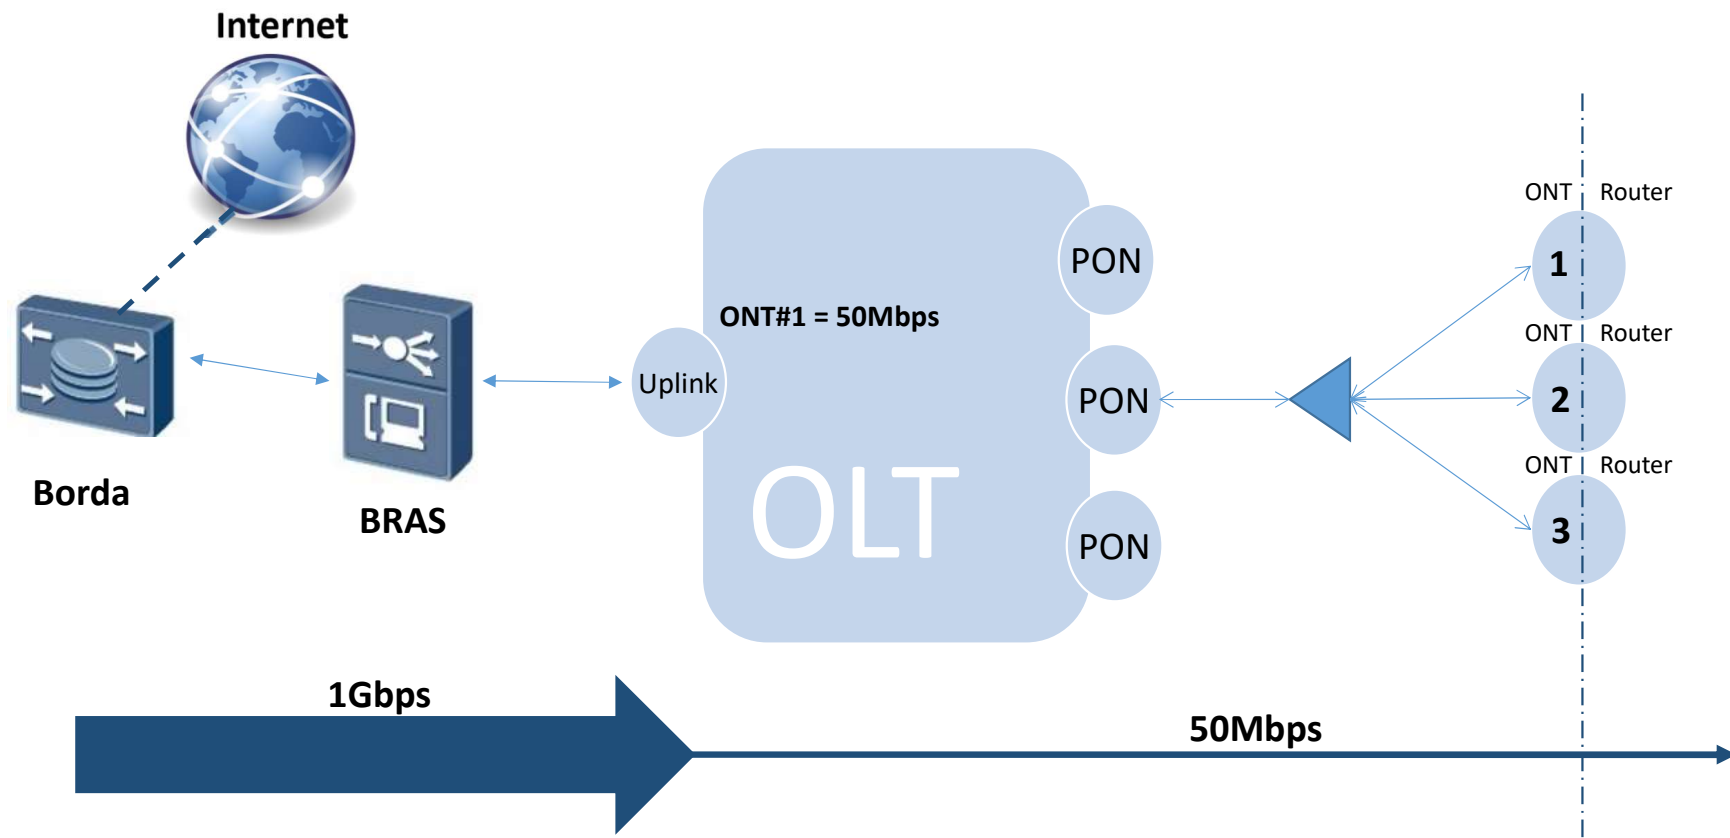 Internet
Borda
BRAS
Uplink
ONT#1 = 50Mbps
OLT
PON
PON
PON
ONT Router
1
ONT Router
2
ONT Router
3
1Gbps
50Mbps